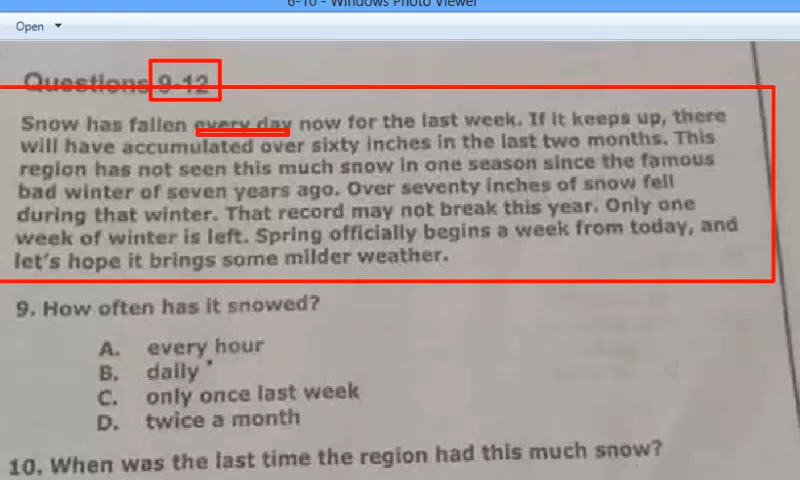 6-10 - Windows Photo Viewer
Open
Questions 9-12
Snow has fallen every day now for the last week. If it keeps up, there
will have accumulated over sixty inches in the last two months. This
region has not seen this much snow in one season since the famous
bad winter of seven years ago. Over seventy inches of snow fell
during that winter. That record may not break this year. Only one
week of winter is left. Spring officially begins a week from today, and
let's hope it brings some milder weather.
9. How often has it snowed?
A. every hour
B. daily
C. only once last week
D. twice a month
10. When was the last time the region had this much snow?